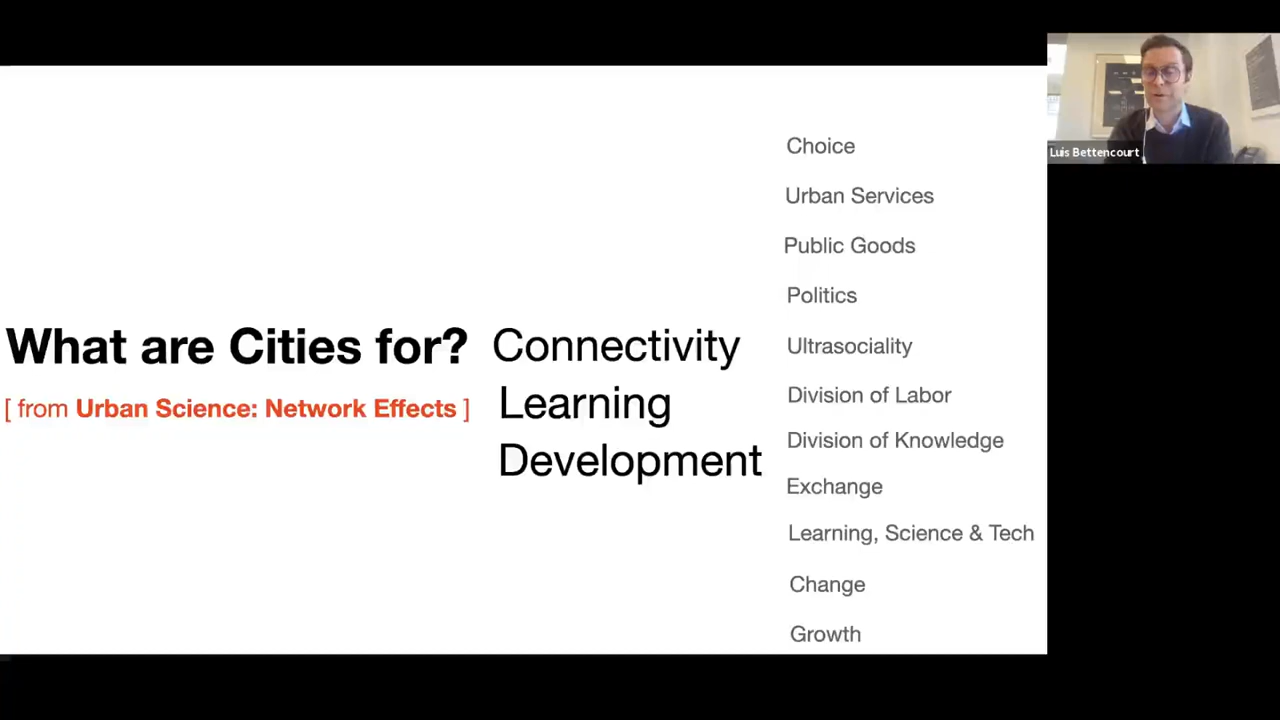 What are Cities for?
[ from Urban Science: Network Effects ]
Connectivity
Learning
Development
Choice
Urban Services
Public Goods
Politics
Ultrasociality
Division of Labor
Division of Knowledge
Exchange
Learning, Science & Tech
Change
Growth
Luis Bettencourt